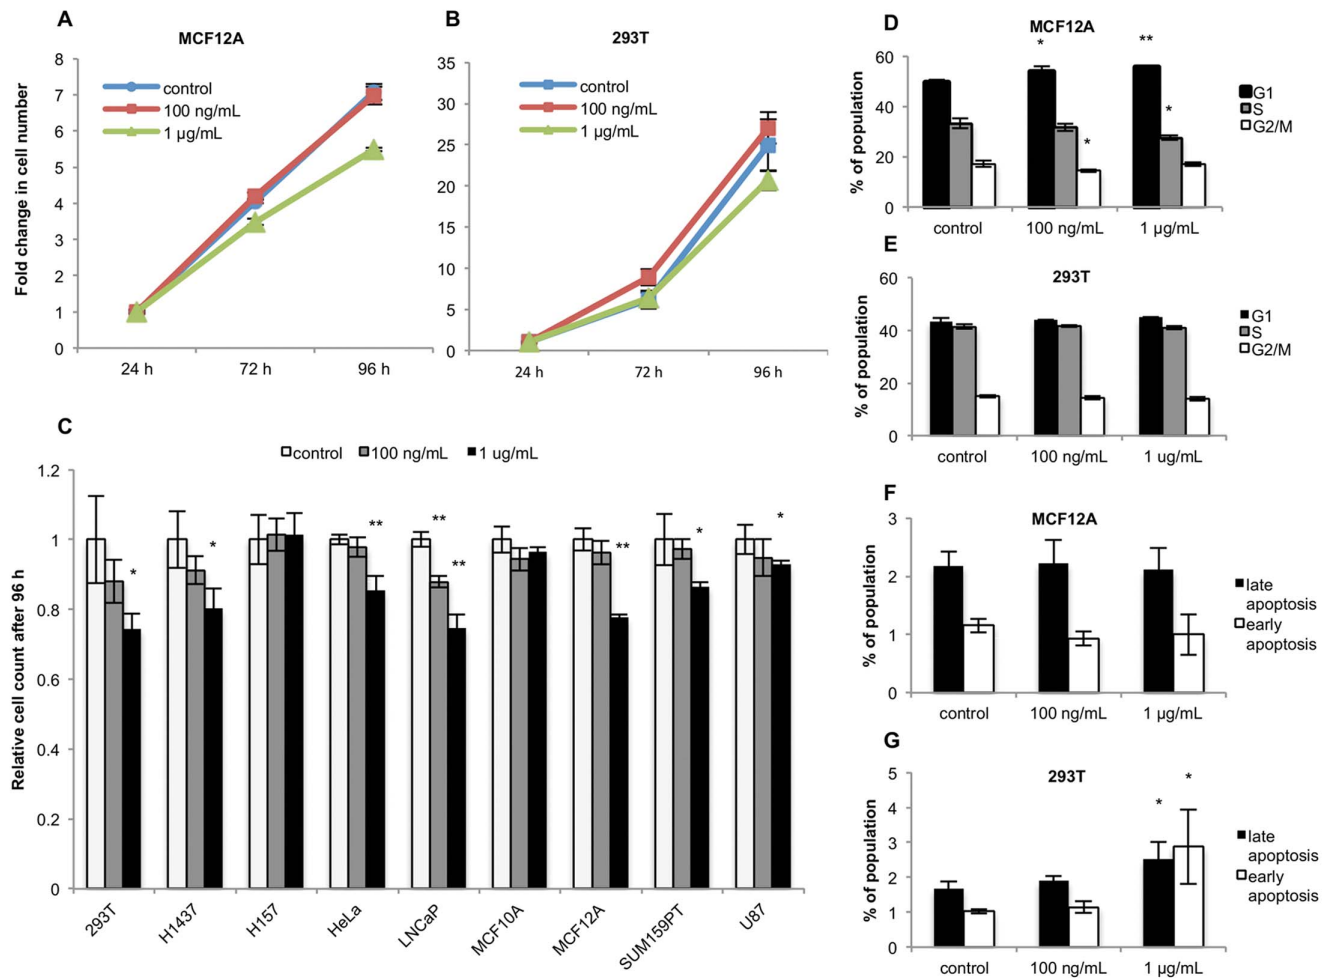 A
MCF12A
Fold change in cell number
8
7
6
5
4
3
2
1
0
control
100 ng/mL
1 µg/mL
24 h
72 h
96 h
B
293T
35
30
25
20
15
10
5
0
control
100 ng/mL
1 µg/mL
24 h
72 h
96 h
C
control
100 ng/mL
1 ug/mL
Relative cell count after 96 h
1.2
1
0.8
0.6
0.4
0.2
0
*
*
**
**
**
**
*
*
293T
H1437
H157
HeLa
LNCaP
MCF10A
MCF12A
SUM159PT
U87
D
MCF12A
% of population
60
40
20
0
*
*
**
*
G1
S
G2/M
control
100 ng/mL
1 µg/mL
E
293T
% of population
60
40
20
0
G1
S
G2/M
control
100 ng/mL
1 ug/mL
F
MCF12A
% of population
3
2
1
0
late
apoptosis
early
apoptosis
control
100 ng/mL
1 µg/mL
G
293T
% of population
5
4
3
2
1
0
*
*
late
apoptosis
early
apoptosis
control
100 ng/mL
1 µg/mL